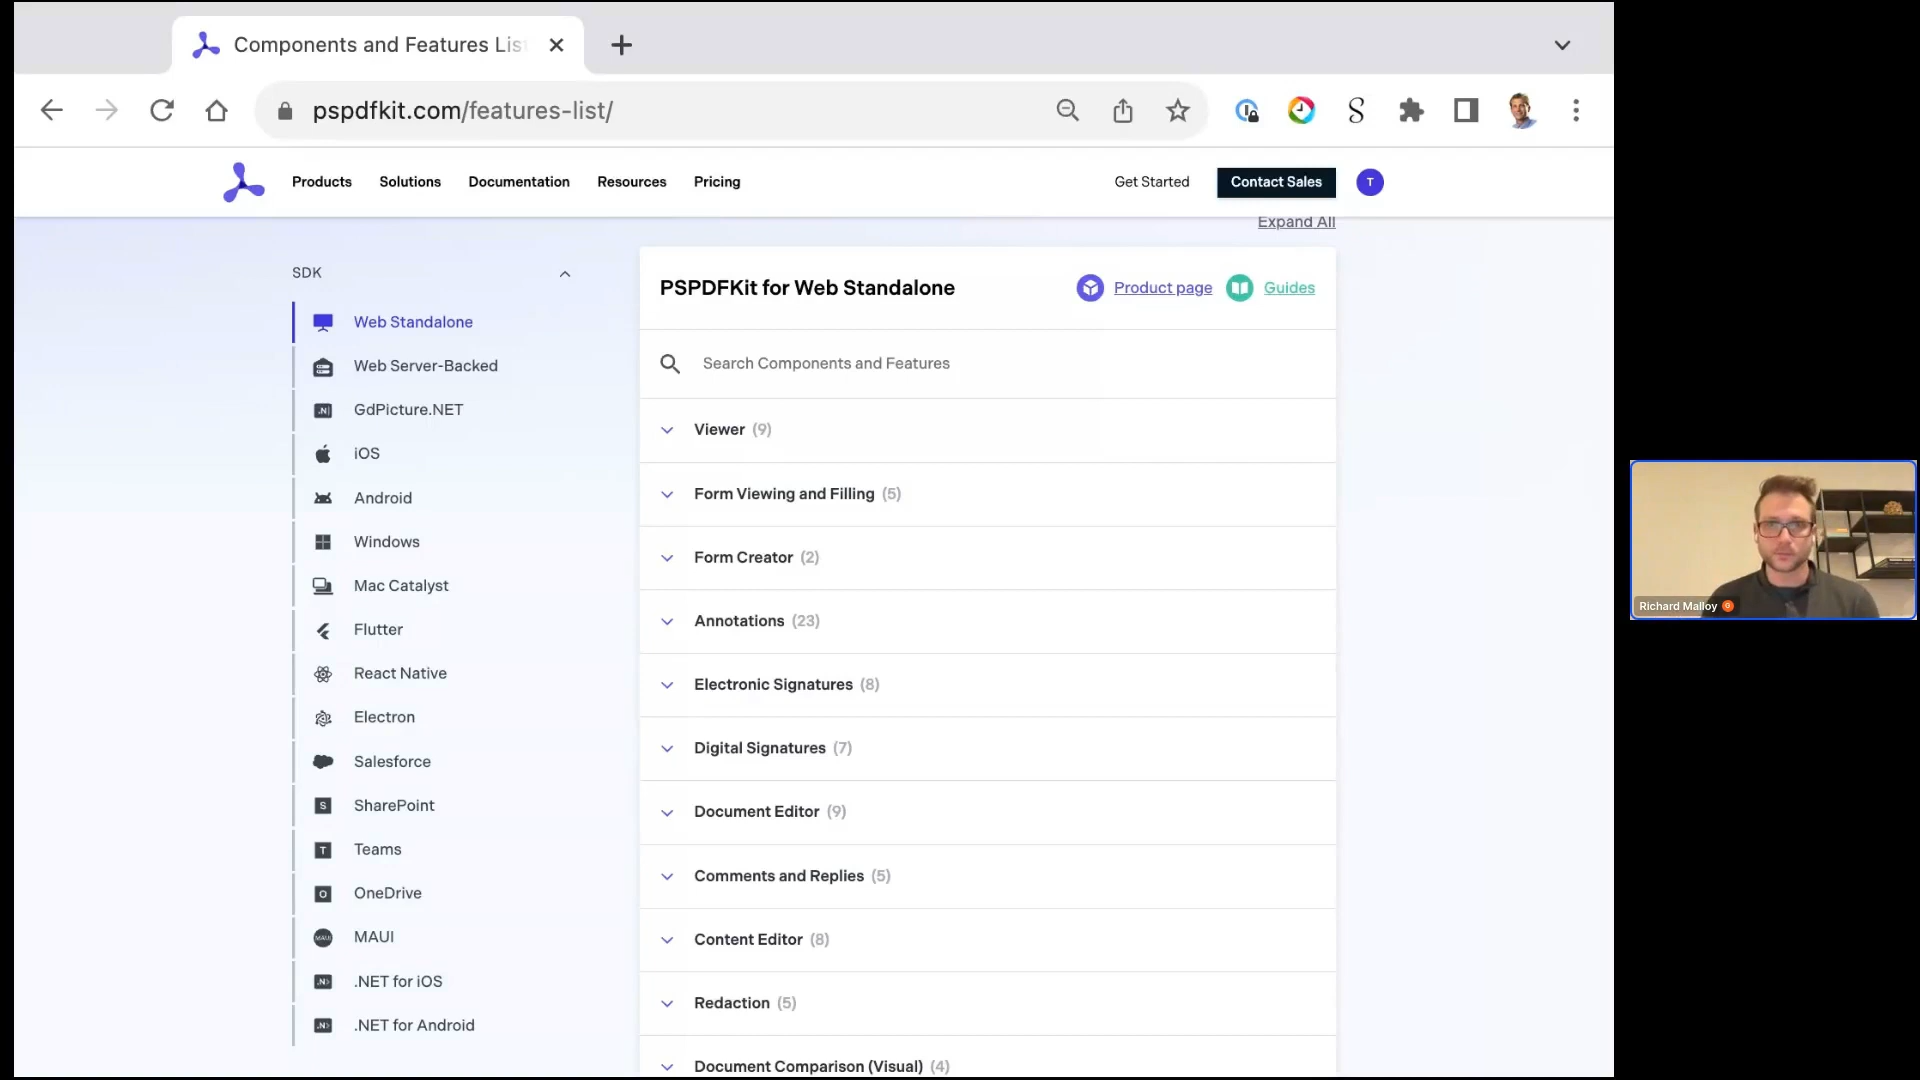 Components and Features Lis
pspdfkit.com/features-list/
Products Solutions Documentation Resources Pricing Get Started Contact Sales T
Expand All
SDK
Web Standalone
Web Server-Backed
GdPicture.NET
iOS
Android
Windows
Mac Catalyst
Flutter
React Native
Electron
Salesforce
SharePoint
Teams
OneDrive
MAUI
.NET for iOS
.NET for Android
PSPDFKit for Web Standalone Product page Guides
Search Components and Features
Viewer (9)
Form Viewing and Filling (5)
Form Creator (2)
Annotations (23)
Electronic Signatures (8)
Digital Signatures (7)
Document Editor (9)
Comments and Replies (5)
Content Editor (8)
Redaction (5)
Document Comparison (Visual) (4)
Richard Malloy